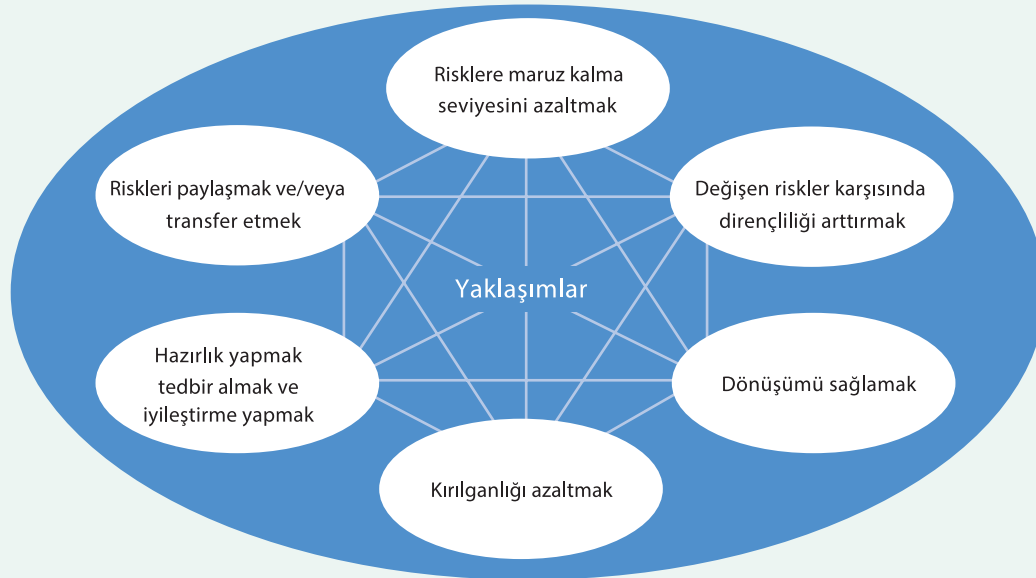 Risklere maruz kalma
seviyesini azaltmak
Riskleri paylaşmak ve/veya
transfer etmek
Değişen riskler karşısında
dirençliliği arttırmak
Yaklaşımlar
Hazırlık yapmak
tedbir almak ve
iyileştirme yapmak
Dönüşümü sağlamak
Kırılganlığı azaltmak